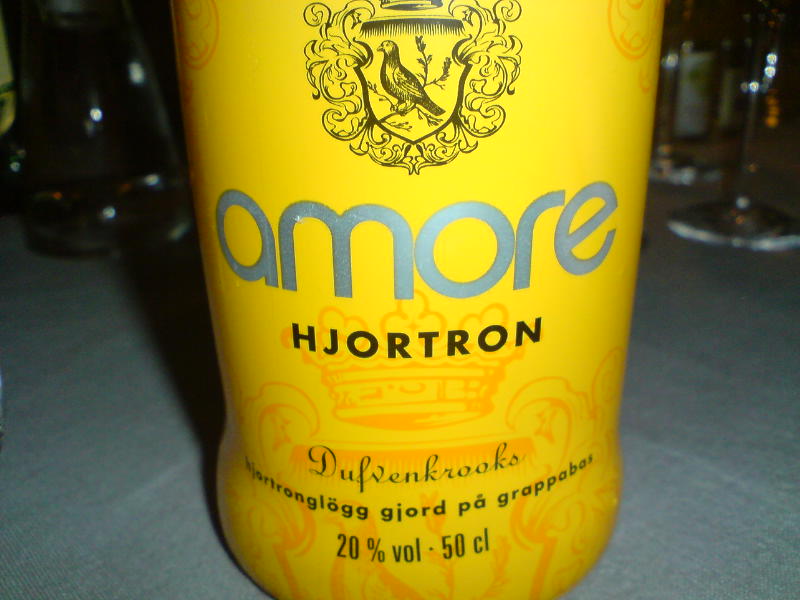 amore
HJORTRON
Dufvenkrooks
hjortronglögg gjord på grappabas
20 % vol · 50 cl